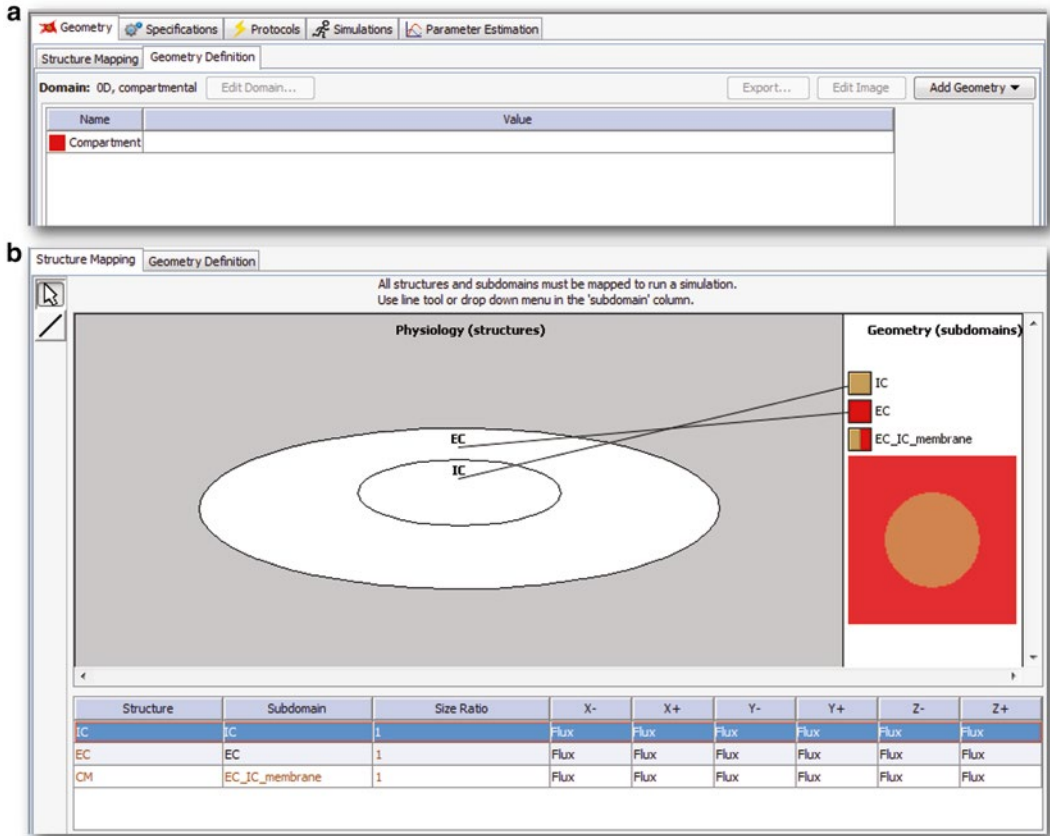 a
Geometry Specifications Protocols Simulations Parameter Estimation
Structure Mapping Geometry Definition
Domain: 0D, compartmental Edit Domain... Export... Edit Image Add Geometry
Name Value
Compartment
b
Structure Mapping Geometry Definition
All structures and subdomains must be mapped to run a simulation.
Use line tool or drop down menu in the 'subdomain' column.
Physiology (structures) Geometry (subdomains)
IC
EC
EC_IC_membrane
EC
IC
Structure Subdomain Size Ratio X- X+ Y- Y+ Z- Z+
IC IC 1 Flux Flux Flux Flux Flux Flux
EC EC 1 Flux Flux Flux Flux Flux Flux
CM EC_IC_membrane 1 Flux Flux Flux Flux Flux Flux